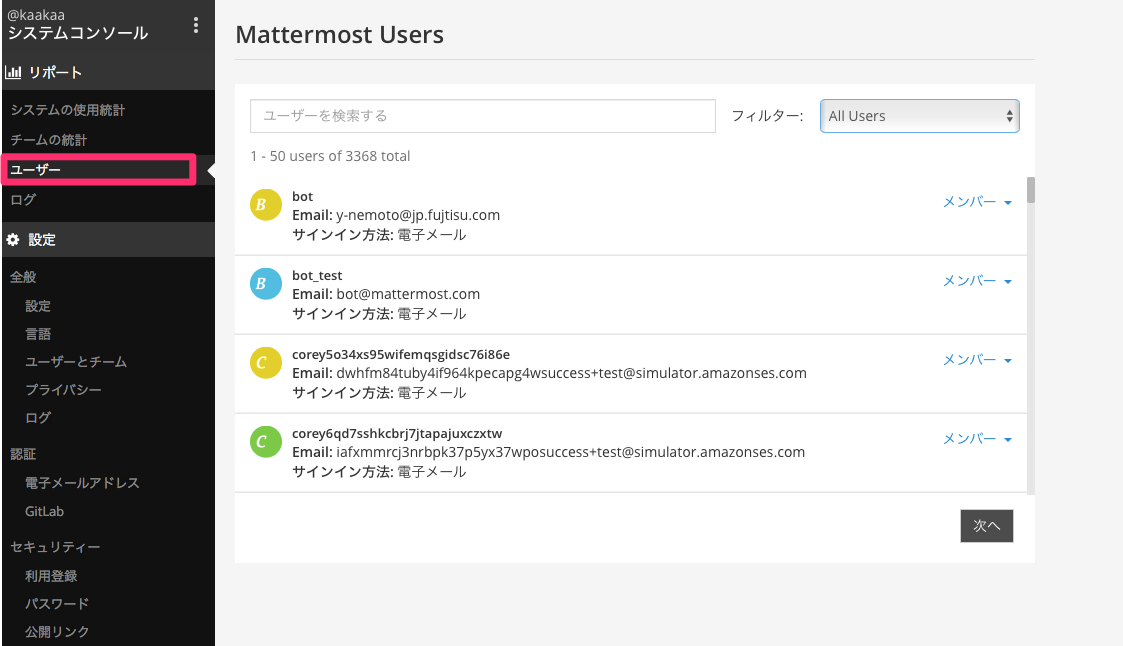 @kaakaa
システムコンソール
リポート
システムの使用統計
チームの統計
ユーザー
ログ
設定
全般
設定
言語
ユーザーとチーム
プライバシー
ログ
認証
電子メールアドレス
GitLab
セキュリティー
利用登録
パスワード
公開リンク
Mattermost Users
ユーザーを検索する
フィルター:
All Users
1 - 50 users of 3368 total
B
bot
メンバー
Email: y-nemoto@jp.fujtisu.com
サインイン方法: 電子メール
B
bot_test
メンバー
Email: bot@mattermost.com
サインイン方法: 電子メール
C
corey5o34xs95wifemqsgidsc76i86e
メンバー
Email: dwhfm84tuby4if964kpecapg4wsuccess+test@simulator.amazonses.com
サインイン方法: 電子メール
C
corey6qd7sshkcbrj7jtapajuxczxtw
メンバー
Email: iafxmmrcj3nrbpk37p5yx37wposuccess+test@simulator.amazonses.com
サインイン方法: 電子メール
次へ